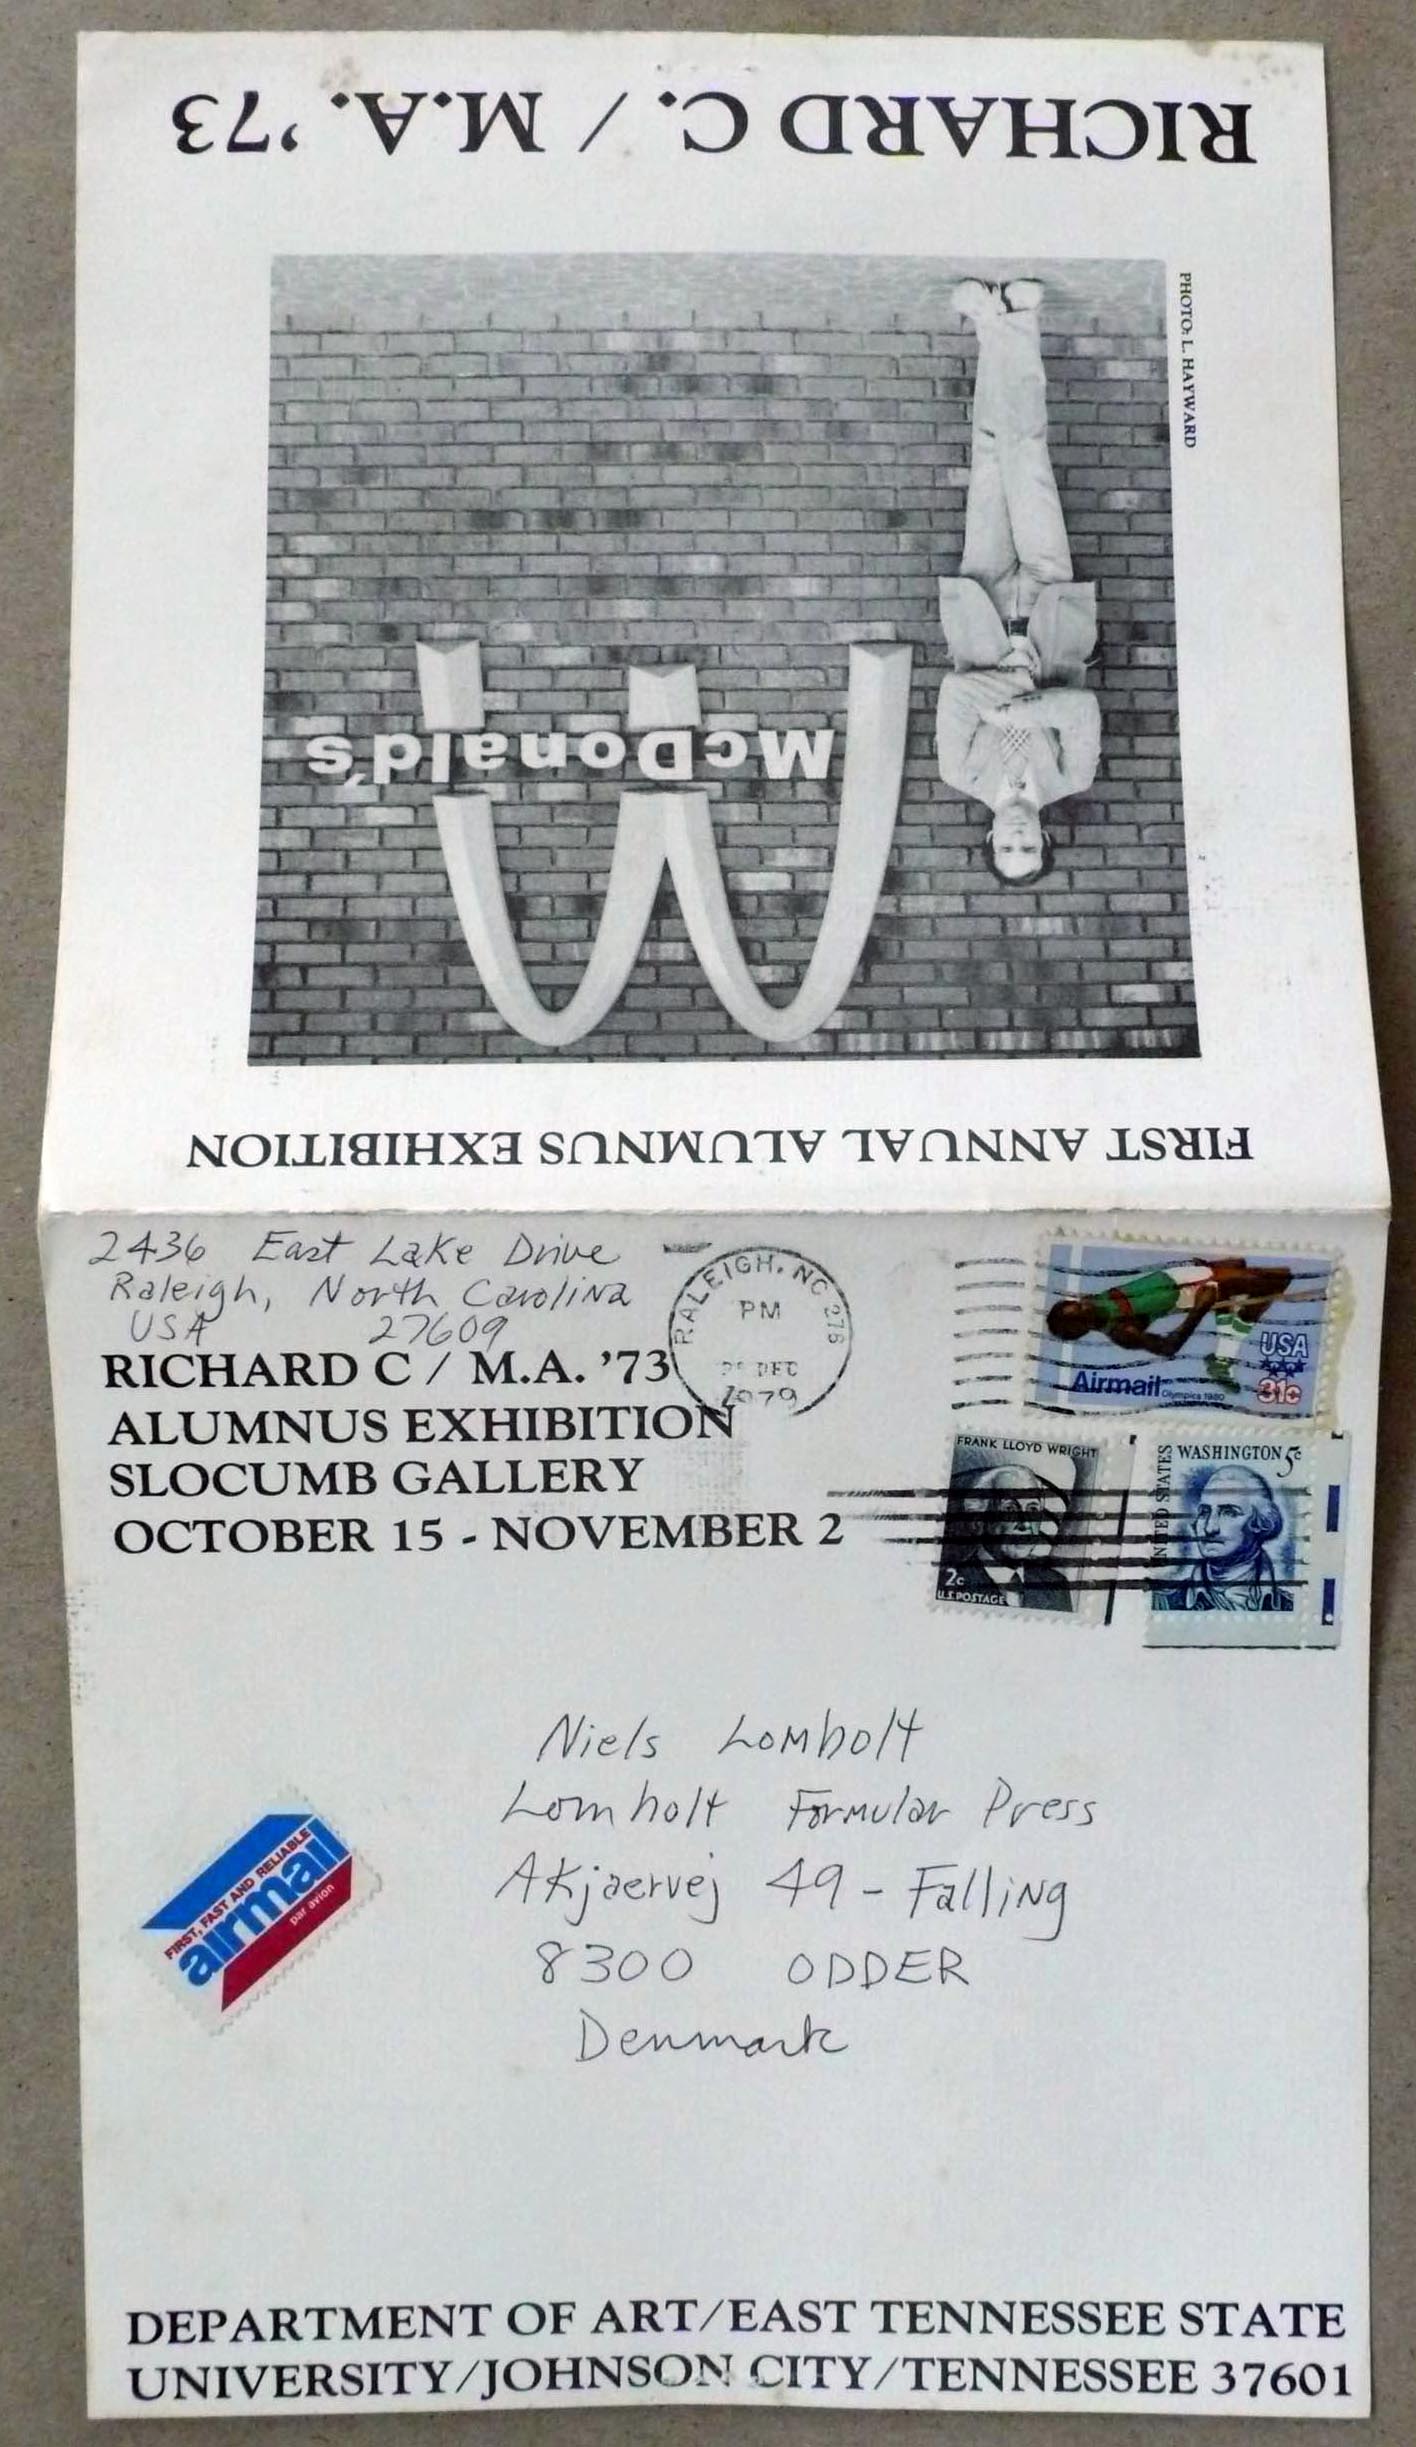 RICHARD C. / M.A. '73
PHOTO: L. HAYWARD
McDonald's
FIRST ANNUAL ALUMNUS EXHIBITION
2436 East Lake Drive
Raleigh, North Carolina
USA 27609
RICHARD C / M.A. '73
ALUMNUS EXHIBITION
SLOCUMB GALLERY
OCTOBER 15 - NOVEMBER 2
RALEIGH, NC 276
PM
DEC
1979
USA
31c
Airmail Olympics 1980
FRANK LLOYD WRIGHT
2c
U.S. POSTAGE
WASHINGTON 5c
UNITED STATES
Niels Lomholt
Lomholt Formular Press
Akjaervej 49 - Falling
8300 ODDER
Denmark
FIRST, FAST AND RELIABLE
airmail
par avion
DEPARTMENT OF ART/EAST TENNESSEE STATE
UNIVERSITY/JOHNSON CITY/TENNESSEE 37601